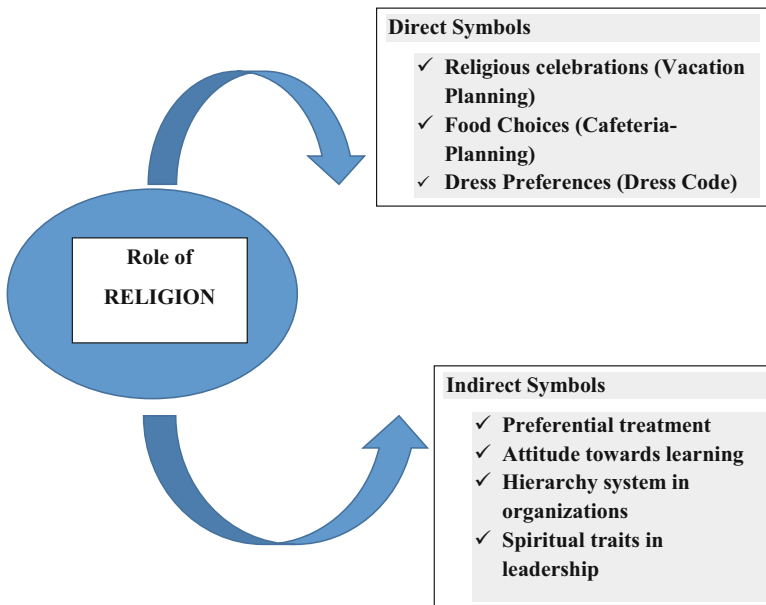 Direct Symbols
✓ Religious celebrations (Vacation
Planning)
✓ Food Choices (Cafeteria-
Planning)
✓ Dress Preferences (Dress Code)
Role of
RELIGION
Indirect Symbols
✓ Preferential treatment
✓ Attitude towards learning
✓ Hierarchy system in
organizations
✓ Spiritual traits in
leadership